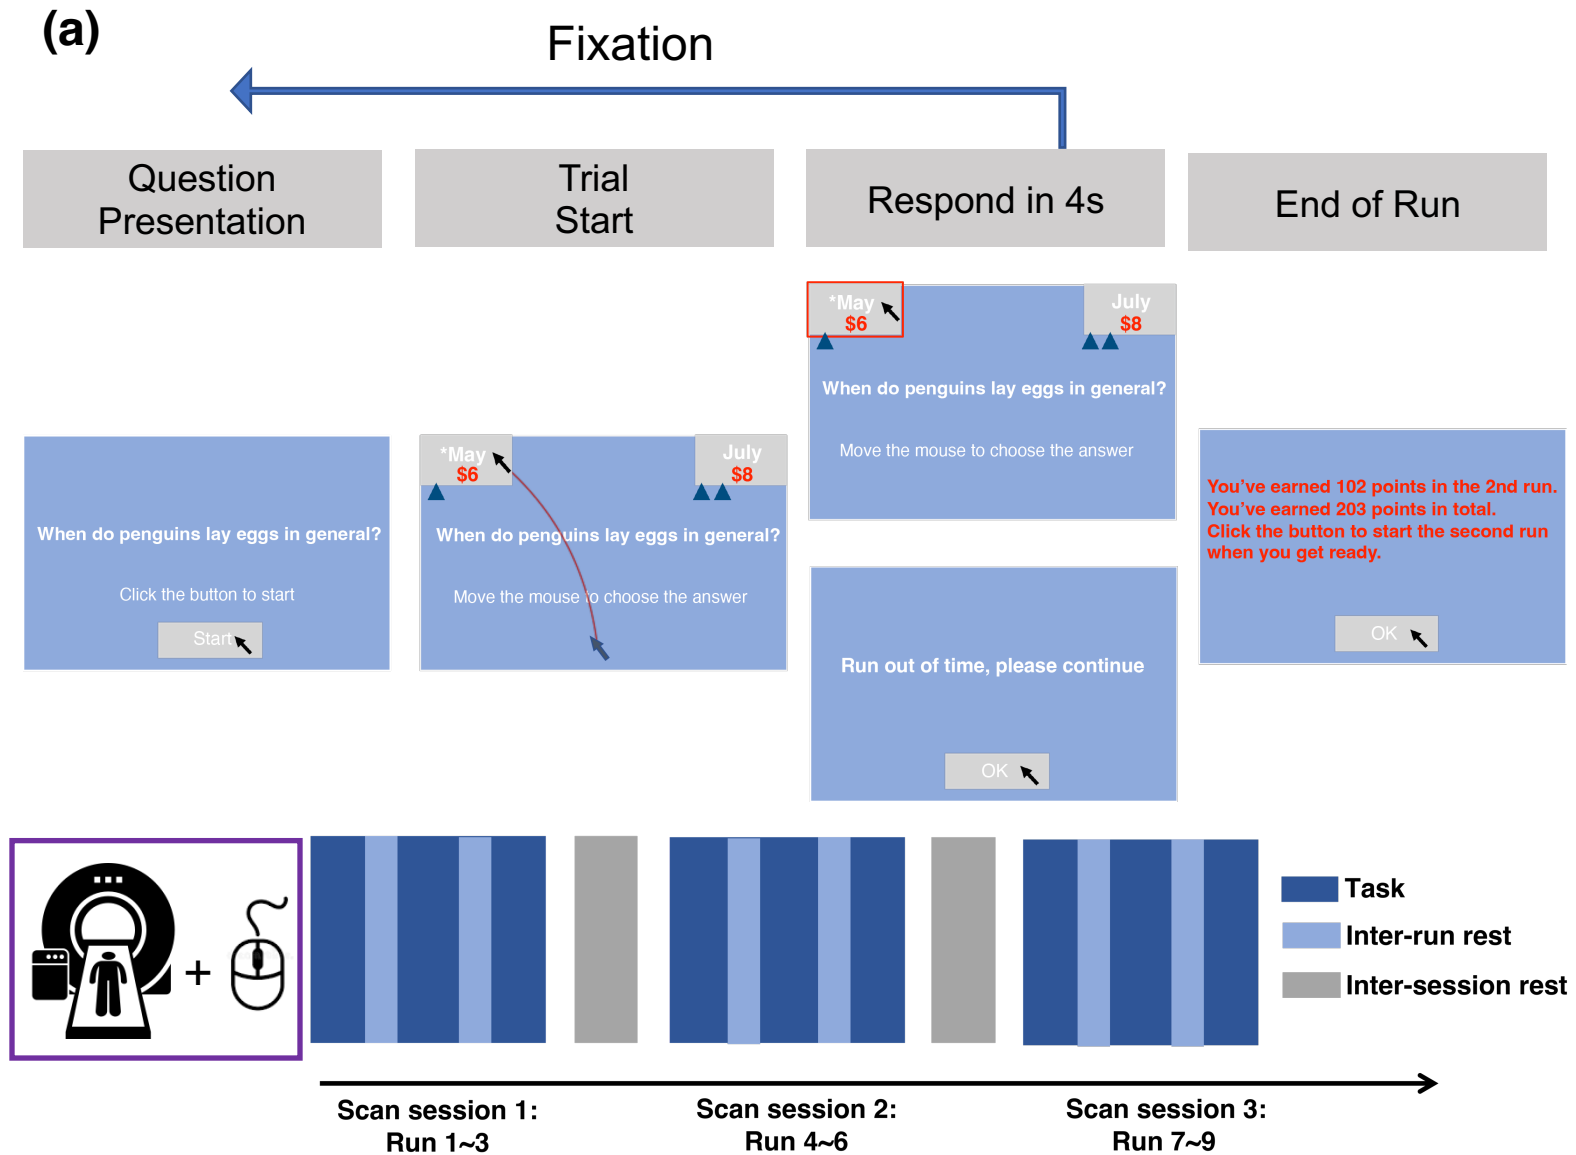 (a)
Fixation
Question
Presentation
Trial
Start
Respond in 4s
End of Run
When do penguins lay eggs in general?
Click the button to start
Start
*May
$6
July
$8
When do penguins lay eggs in general?
Move the mouse to choose the answer
*May
$6
July
$8
When do penguins lay eggs in general?
Move the mouse to choose the answer
Run out of time, please continue
OK
You've earned 102 points in the 2nd run.
You've earned 203 points in total.
Click the button to start the second run
when you get ready.
OK
+
Task
Inter-run rest
Inter-session rest
Scan session 1:
Run 1~3
Scan session 2:
Run 4~6
Scan session 3:
Run 7~9